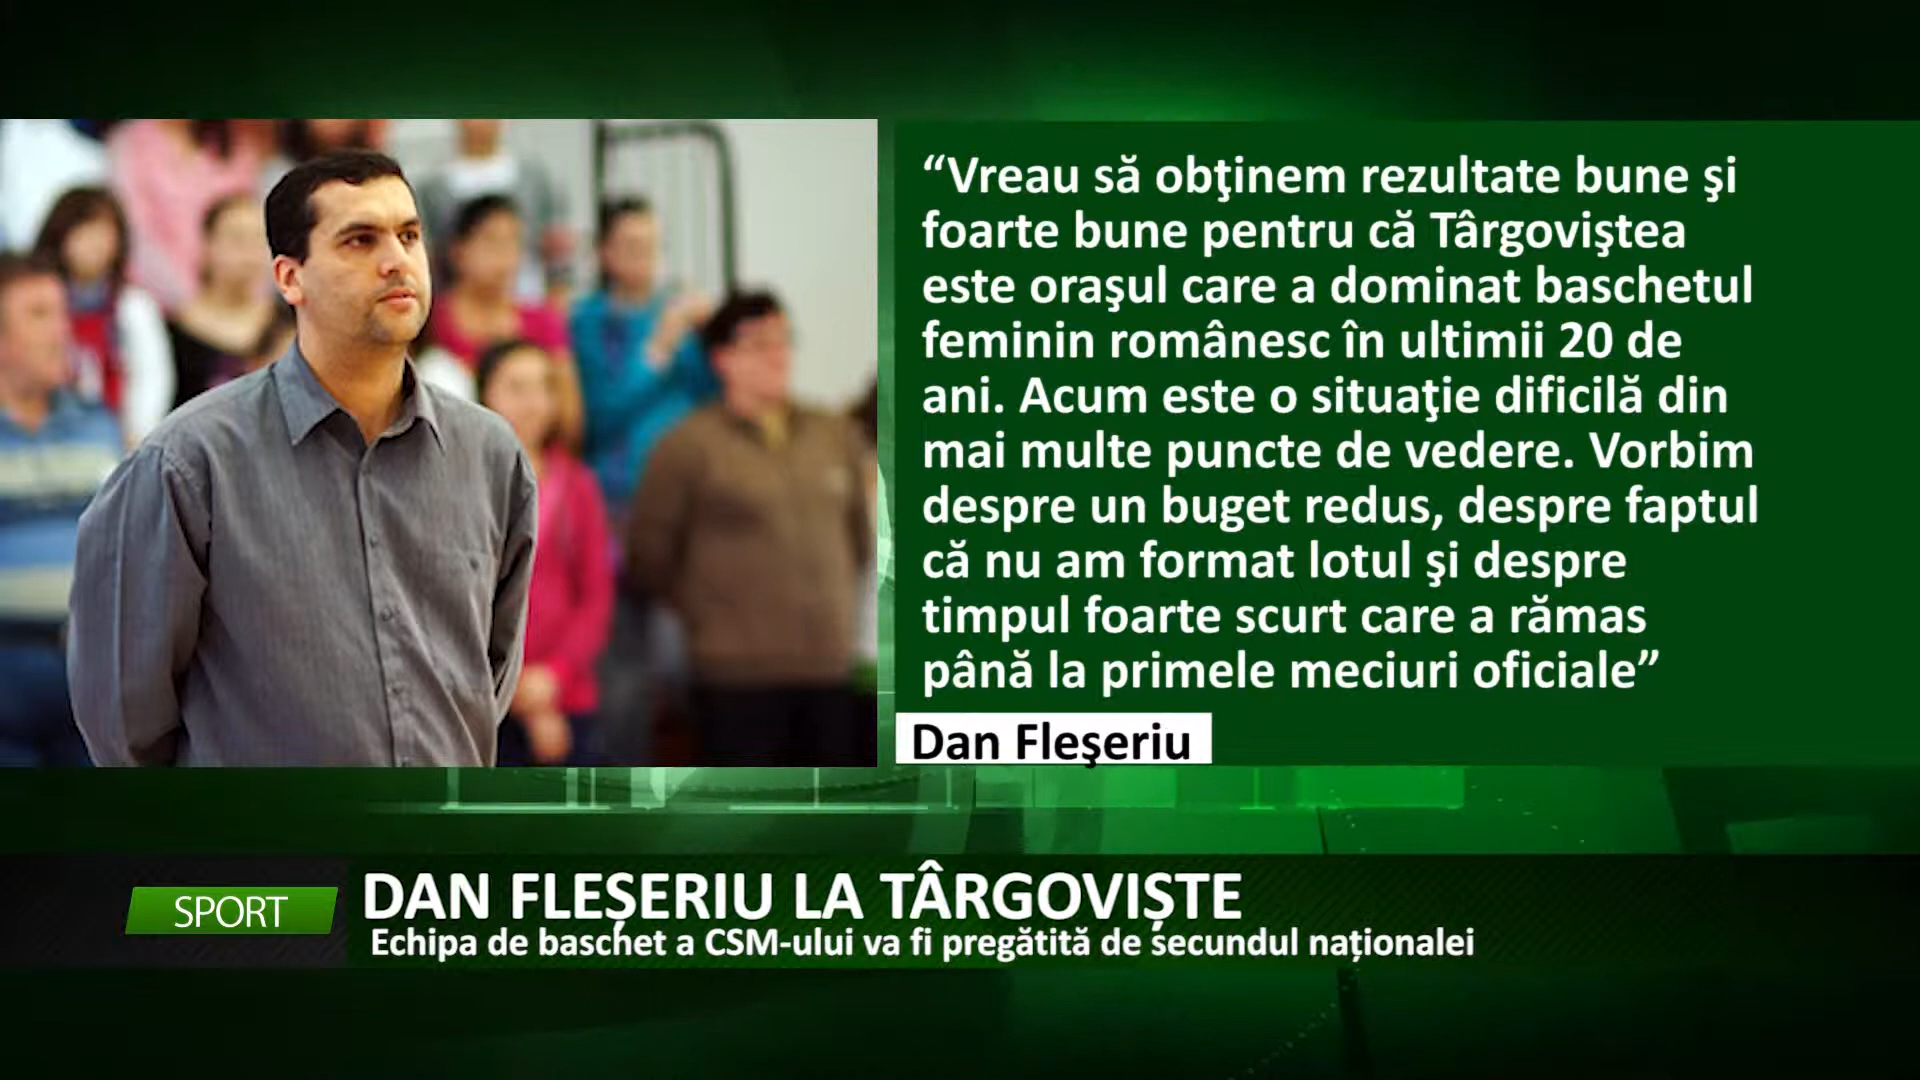 “Vreau să obţinem rezultate bune şi
foarte bune pentru că Târgoviştea
este oraşul care a dominat baschetul
feminin românesc în ultimii 20 de
ani. Acum este o situaţie dificilă din
mai multe puncte de vedere. Vorbim
despre un buget redus, despre faptul
că nu am format lotul şi despre
timpul foarte scurt care a rămas
până la primele meciuri oficiale”
Dan Fleşeriu
SPORT
DAN FLEȘERIU LA TÂRGOVIȘTE
Echipa de baschet a CSM-ului va fi pregătită de secundul naționalei